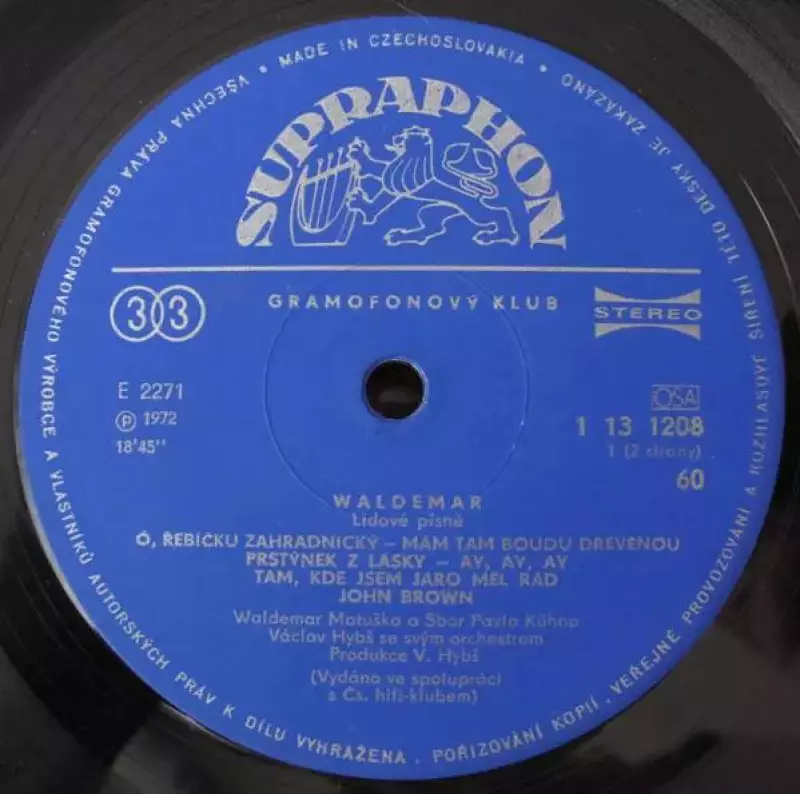 MADE IN CZECHOSLOVAKIA • VŠECHNA PRÁVA GRAMOFONOVÉHO VÝROBCE A VLASTNÍKŮ AUTORSKÝCH PRÁV K DÍLU VYHRAŽENA. POŘIZOVÁNÍ KOPIÍ, VEŘEJNÉ PROVOZOVÁNÍ A ROZHLASOVÉ ŠÍŘENÍ TÉTO DESKY JE ZAKÁZÁNO •
SUPRAPHON
GRAMOFONOVÝ KLUB
33
STEREO
E 2271
OSA
℗ 1972
1 13 1208
18'45"
1 (2 strany)
60
WALDEMAR
Lidové písně
Ó, ŘEBÍČKU ZAHRADNICKÝ – MÁM TAM BOUDU DŘEVĚNOU
PRSTÝNEK Z LÁSKY – AY, AY, AY
TAM, KDE JSEM JARO MĚL RÁD
JOHN BROWN
Waldemar Matuška a Sbor Pavla Kühna
Václav Hybš se svým orchestrem
Produkce V. Hybš
(Vydáno ve spolupráci
s Čs. hifi-klubem)